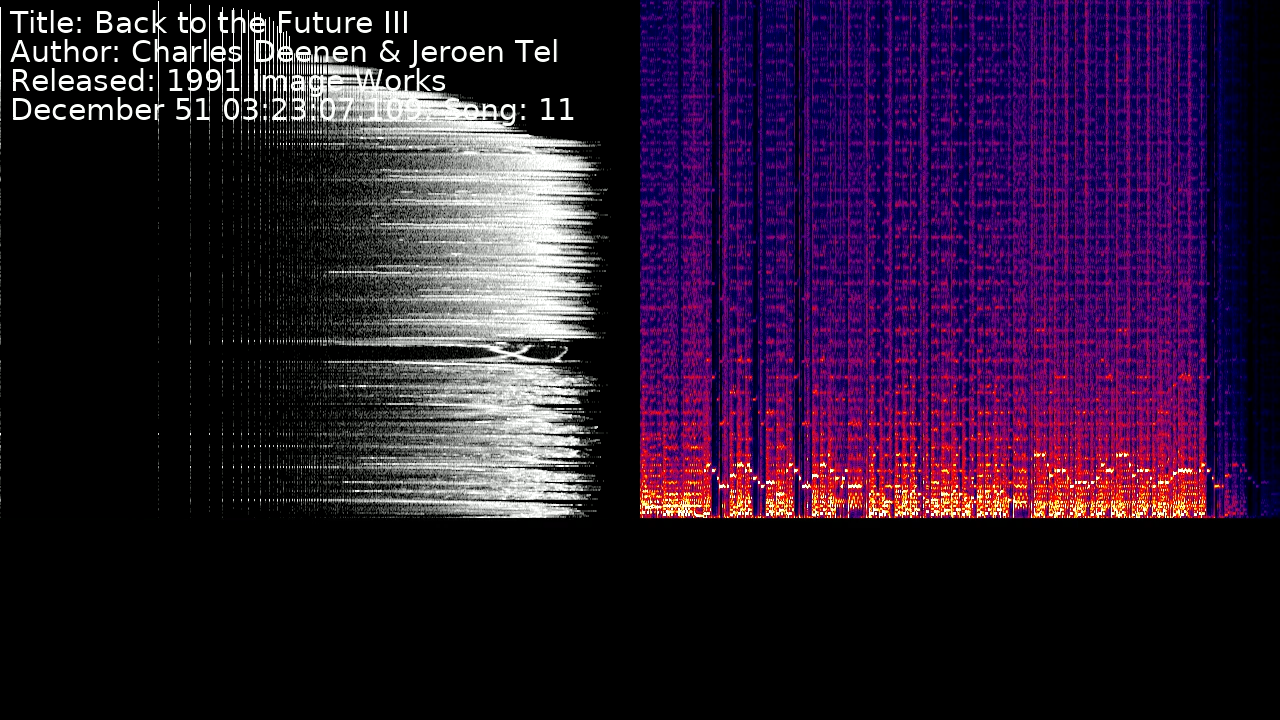 Title: Back to the Future III
Author: Charles Deenen & Jeroen Tel
Released: 1991 Image Works
December 51 03:23 07 Song: 11